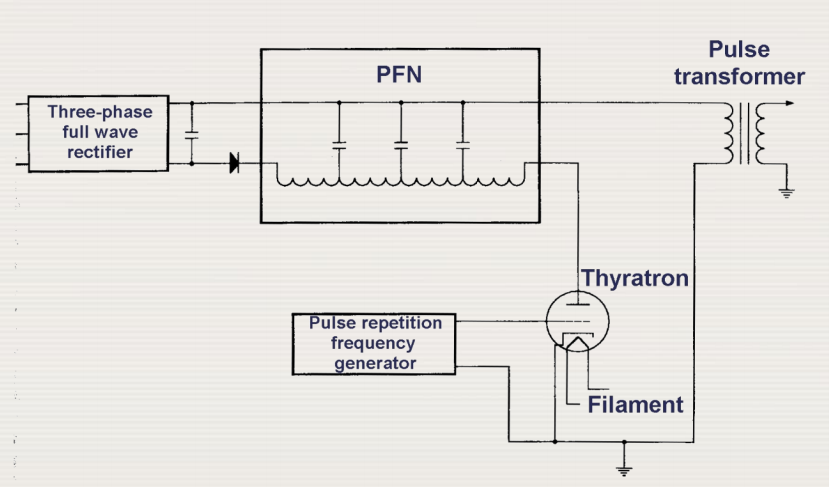 Pulse
transformer
PFN
Three-phase
full wave
rectifier
Thyratron
Pulse repetition
frequency
generator
Filament